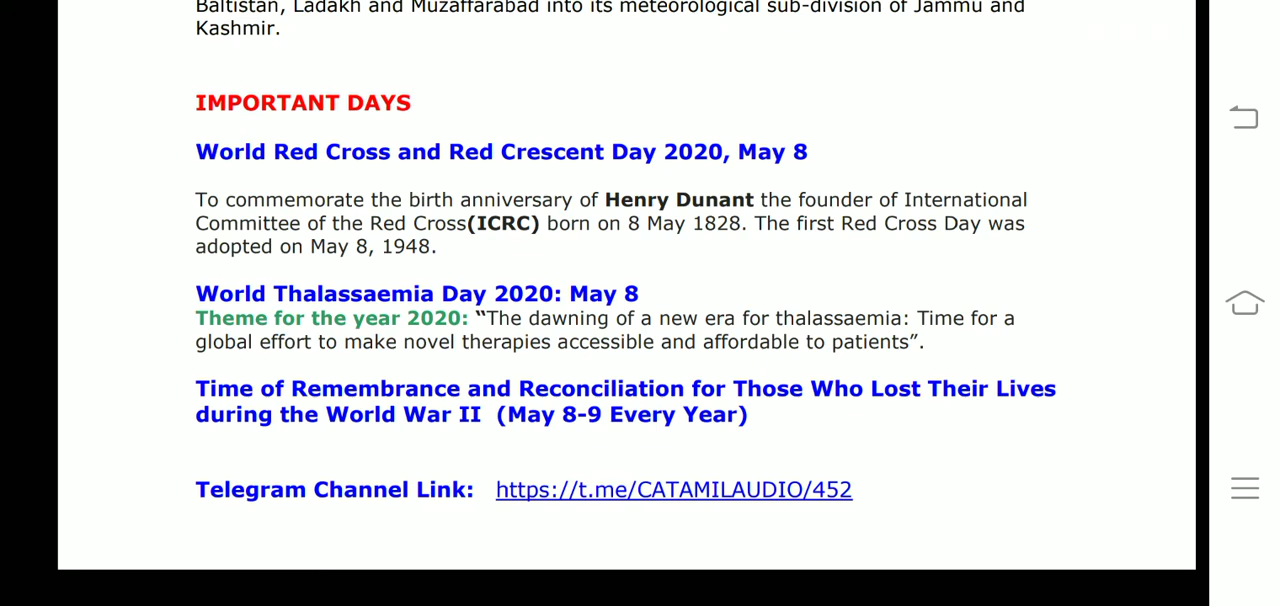 Baltistan, Ladakh and Muzaffarabad into its meteorological sub-division of Jammu and
Kashmir.
IMPORTANT DAYS
World Red Cross and Red Crescent Day 2020, May 8
To commemorate the birth anniversary of Henry Dunant the founder of International
Committee of the Red Cross(ICRC) born on 8 May 1828. The first Red Cross Day was
adopted on May 8, 1948.
World Thalassaemia Day 2020: May 8
Theme for the year 2020: “The dawning of a new era for thalassaemia: Time for a
global effort to make novel therapies accessible and affordable to patients”.
Time of Remembrance and Reconciliation for Those Who Lost Their Lives
during the World War II (May 8-9 Every Year)
Telegram Channel Link: https://t.me/CATAMILAUDIO/452